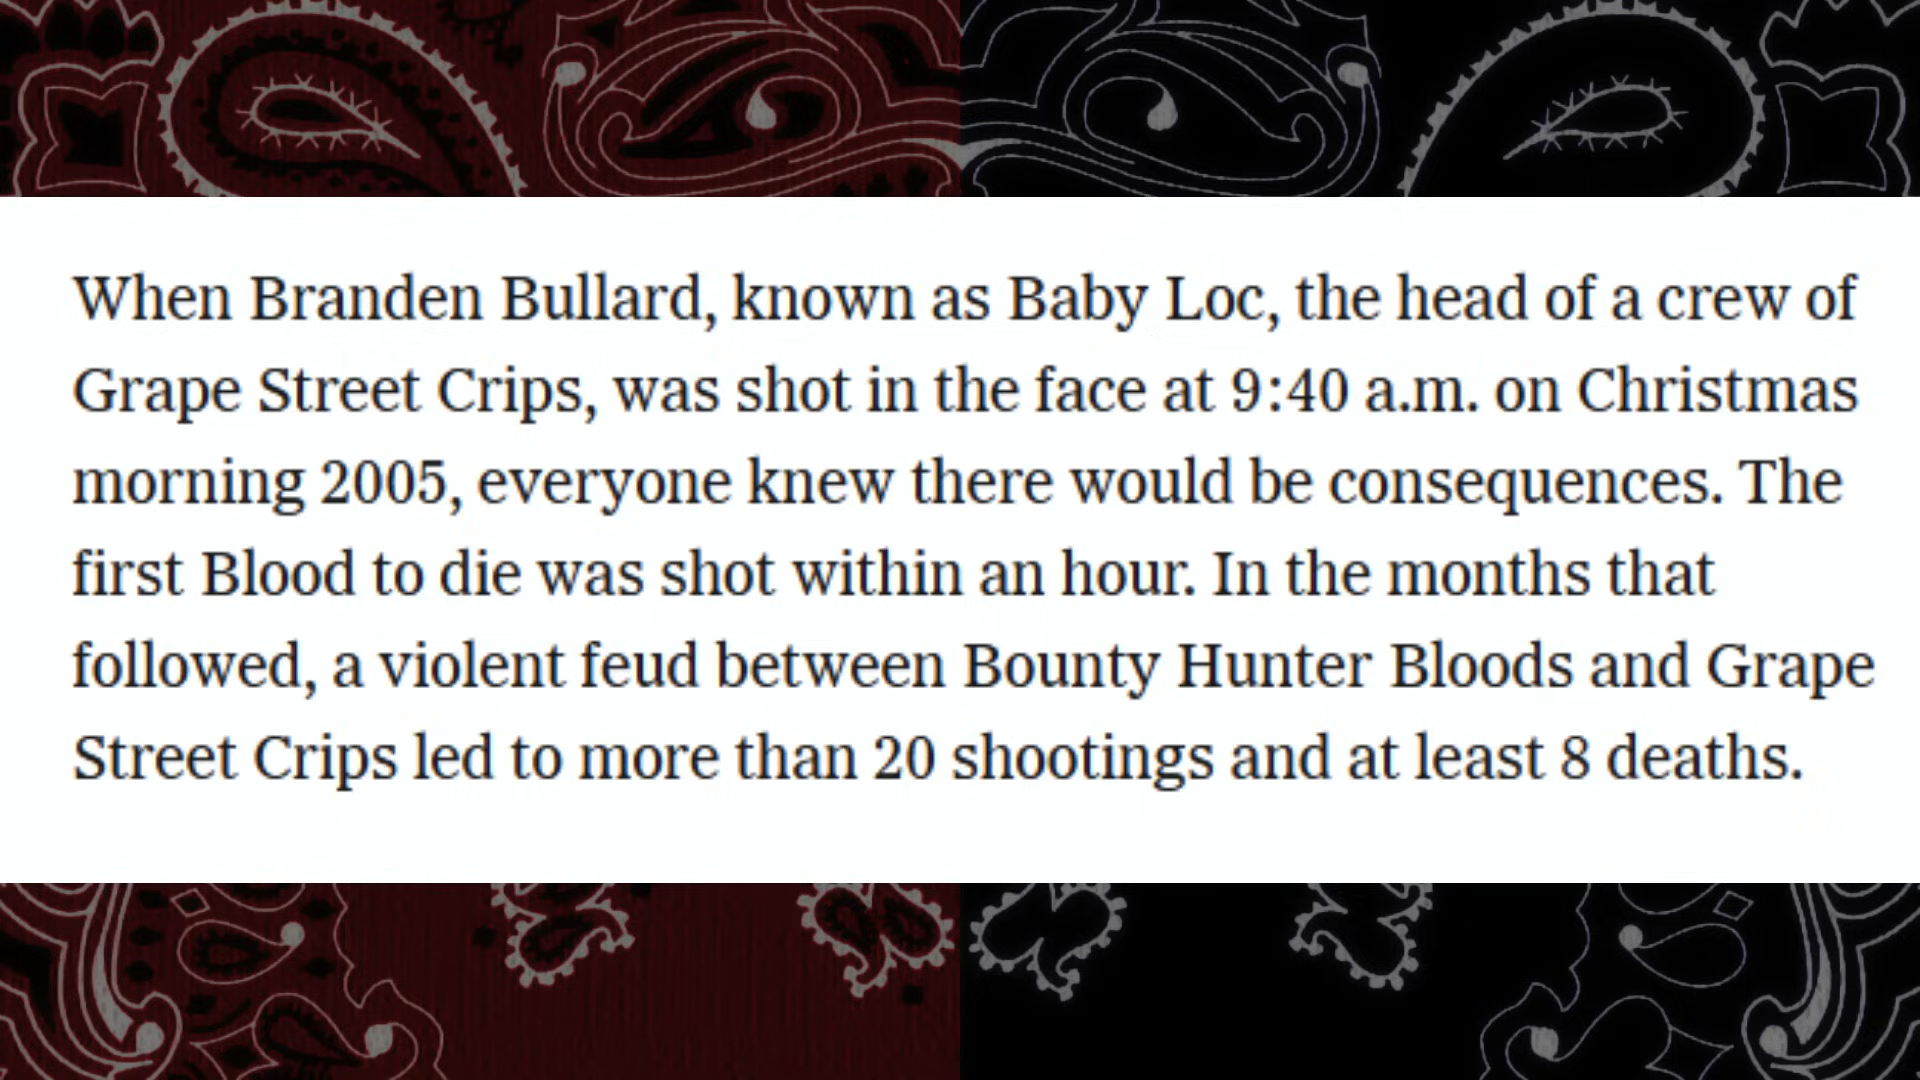 When Branden Bullard, known as Baby Loc, the head of a crew of
Grape Street Crips, was shot in the face at 9:40 a.m. on Christmas
morning 2005, everyone knew there would be consequences. The
first Blood to die was shot within an hour. In the months that
followed, a violent feud between Bounty Hunter Bloods and Grape
Street Crips led to more than 20 shootings and at least 8 deaths.